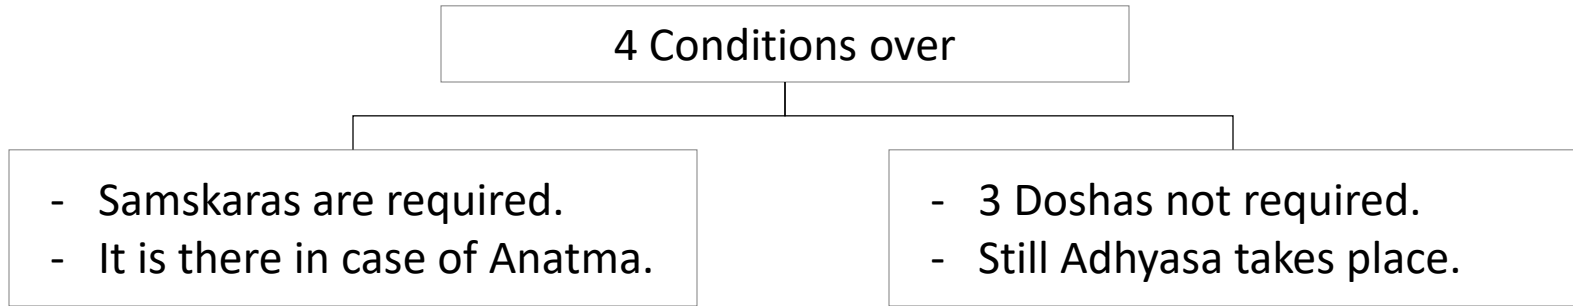 4 Conditions over
- Samskaras are required.
- It is there in case of Anatma.
- 3 Doshas not required.
- Still Adhyasa takes place.